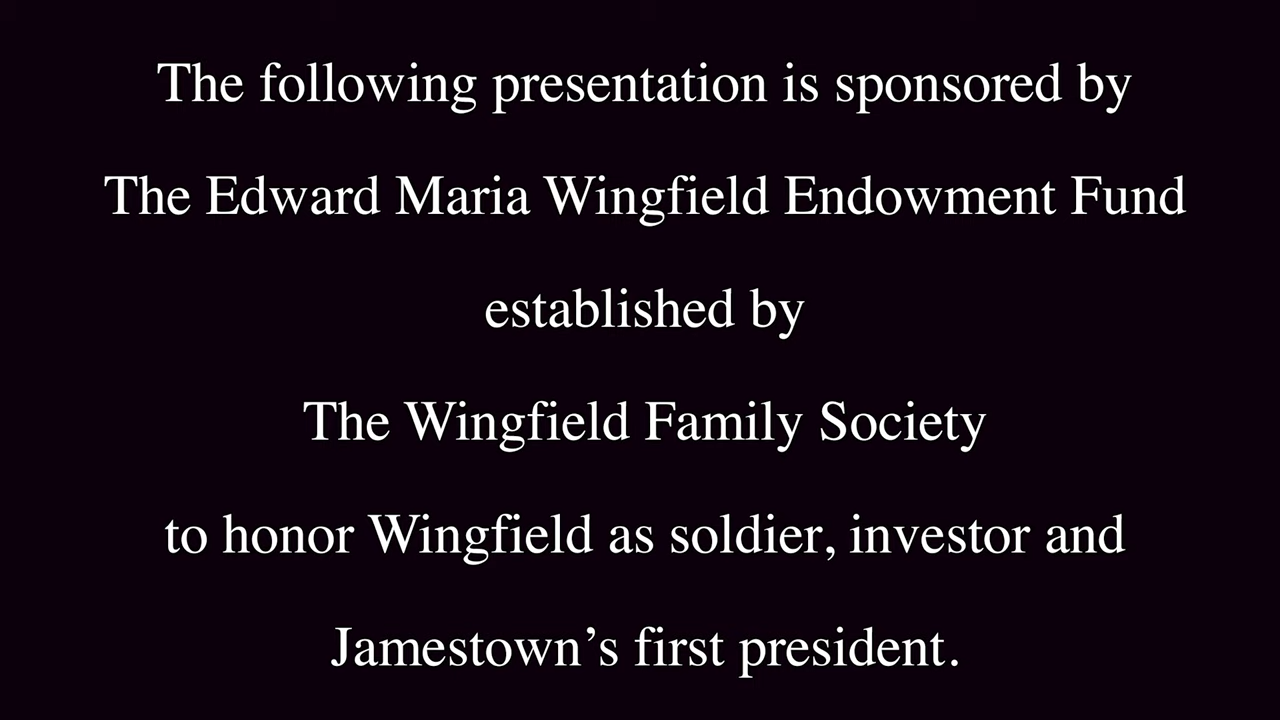 The following presentation is sponsored by
The Edward Maria Wingfield Endowment Fund
established by
The Wingfield Family Society
to honor Wingfield as soldier, investor and
Jamestown’s first president.